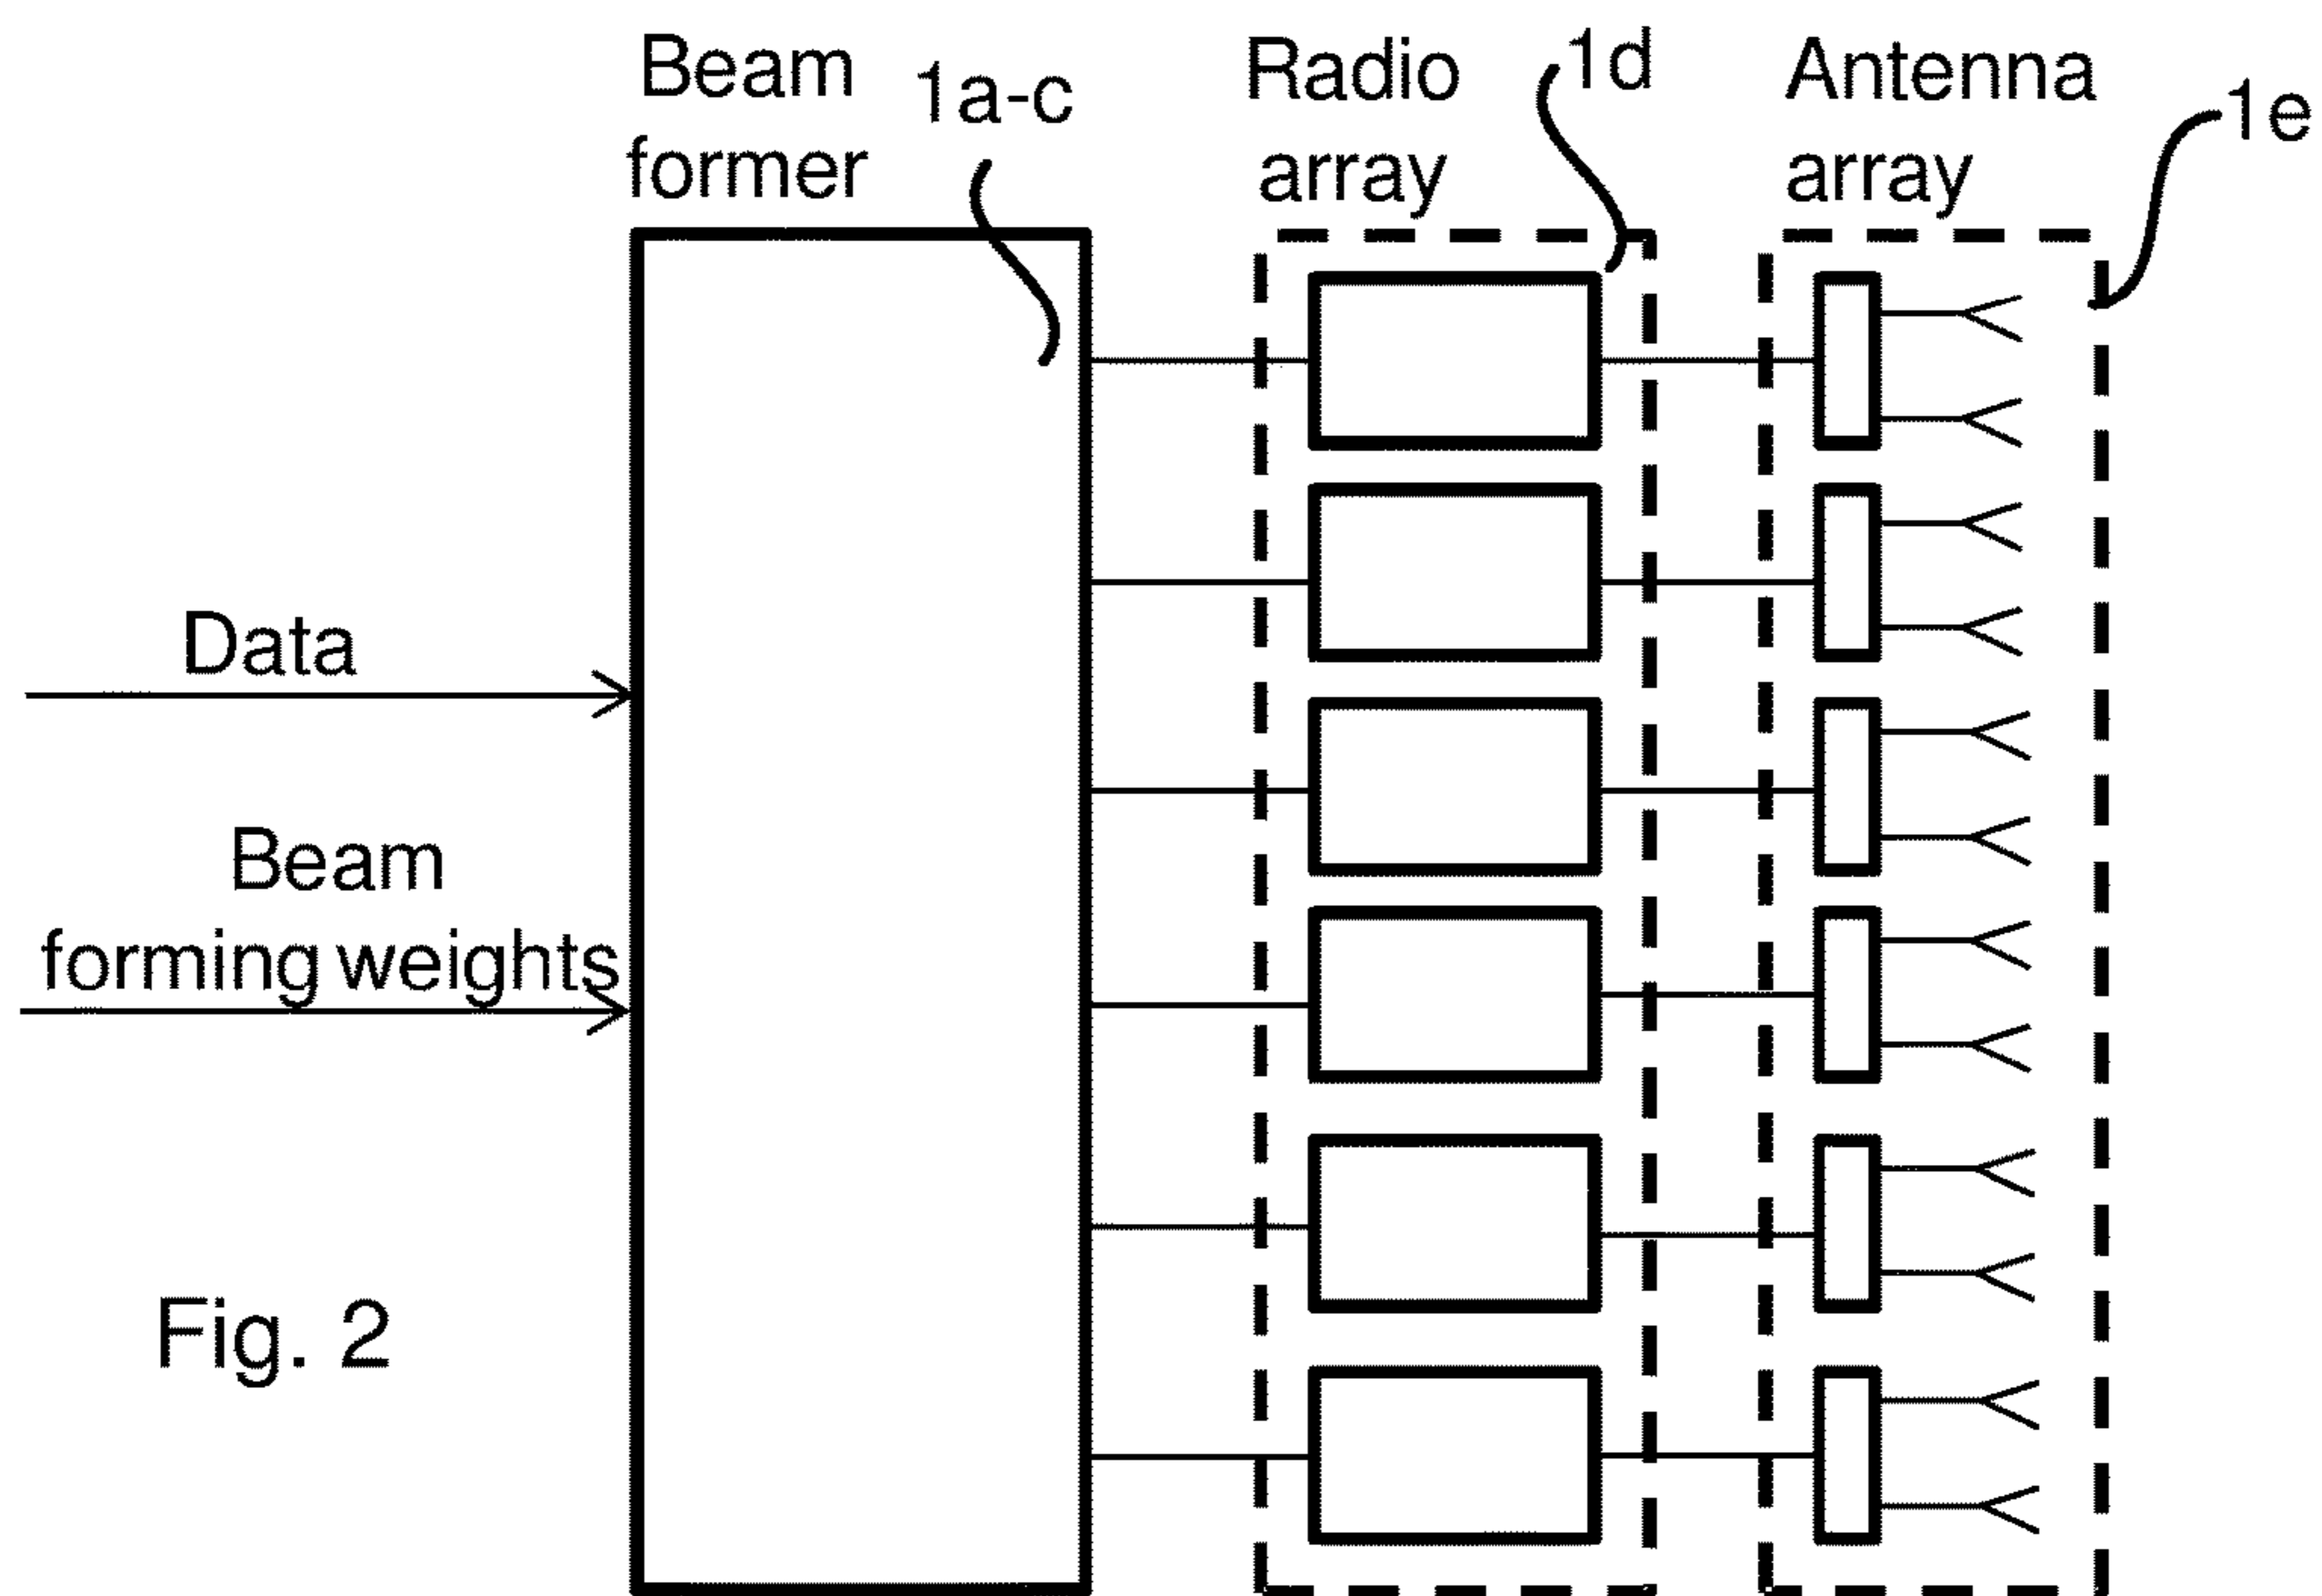 Beam
former
1a-c
Radio
array
1d
Antenna
array
1e
Data
Beam
forming weights
Fig. 2